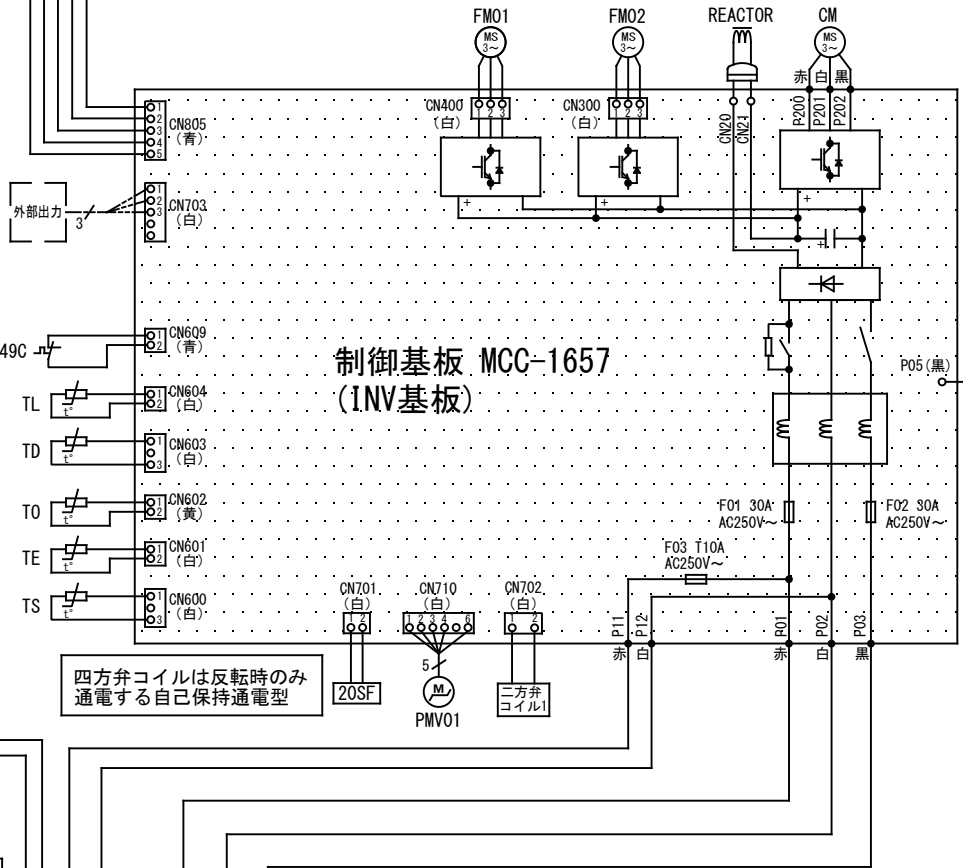 FM01
FM02
REACTOR
CM
MS
3~
MS
3~
MS
3~
赤
白
黒
P200
P201
P202
CN400
(白)
1 2 3
CN300
(白)
1 2 3
CN20
CN21
1
2
3
4
5
CN805
(青)
外部出力
3
1
2
3
CN703
(白)
+
+
+
+
49C
1
2
CN609
(青)
制御基板 MCC-1657
(INV基板)
P05(黒)
TL
t°
1
2
CN604
(白)
TD
t°
1
3
CN603
(白)
TO
t°
1
2
CN602
(黄)
TE
t°
1
2
CN601
(白)
TS
t°
1
3
CN600
(白)
F01 30A
AC250V~
F02 30A
AC250V~
F03 T10A
AC250V~
CN701
(白)
1 2
CN710
(白)
1 2 3 4 6
CN702
(白)
1 2
P11
P12
P01
P02
P03
赤
白
赤
白
黒
四方弁コイルは反転時のみ
通電する自己保持通電型
20SF
5
M
PMV01
二方弁
コイル1